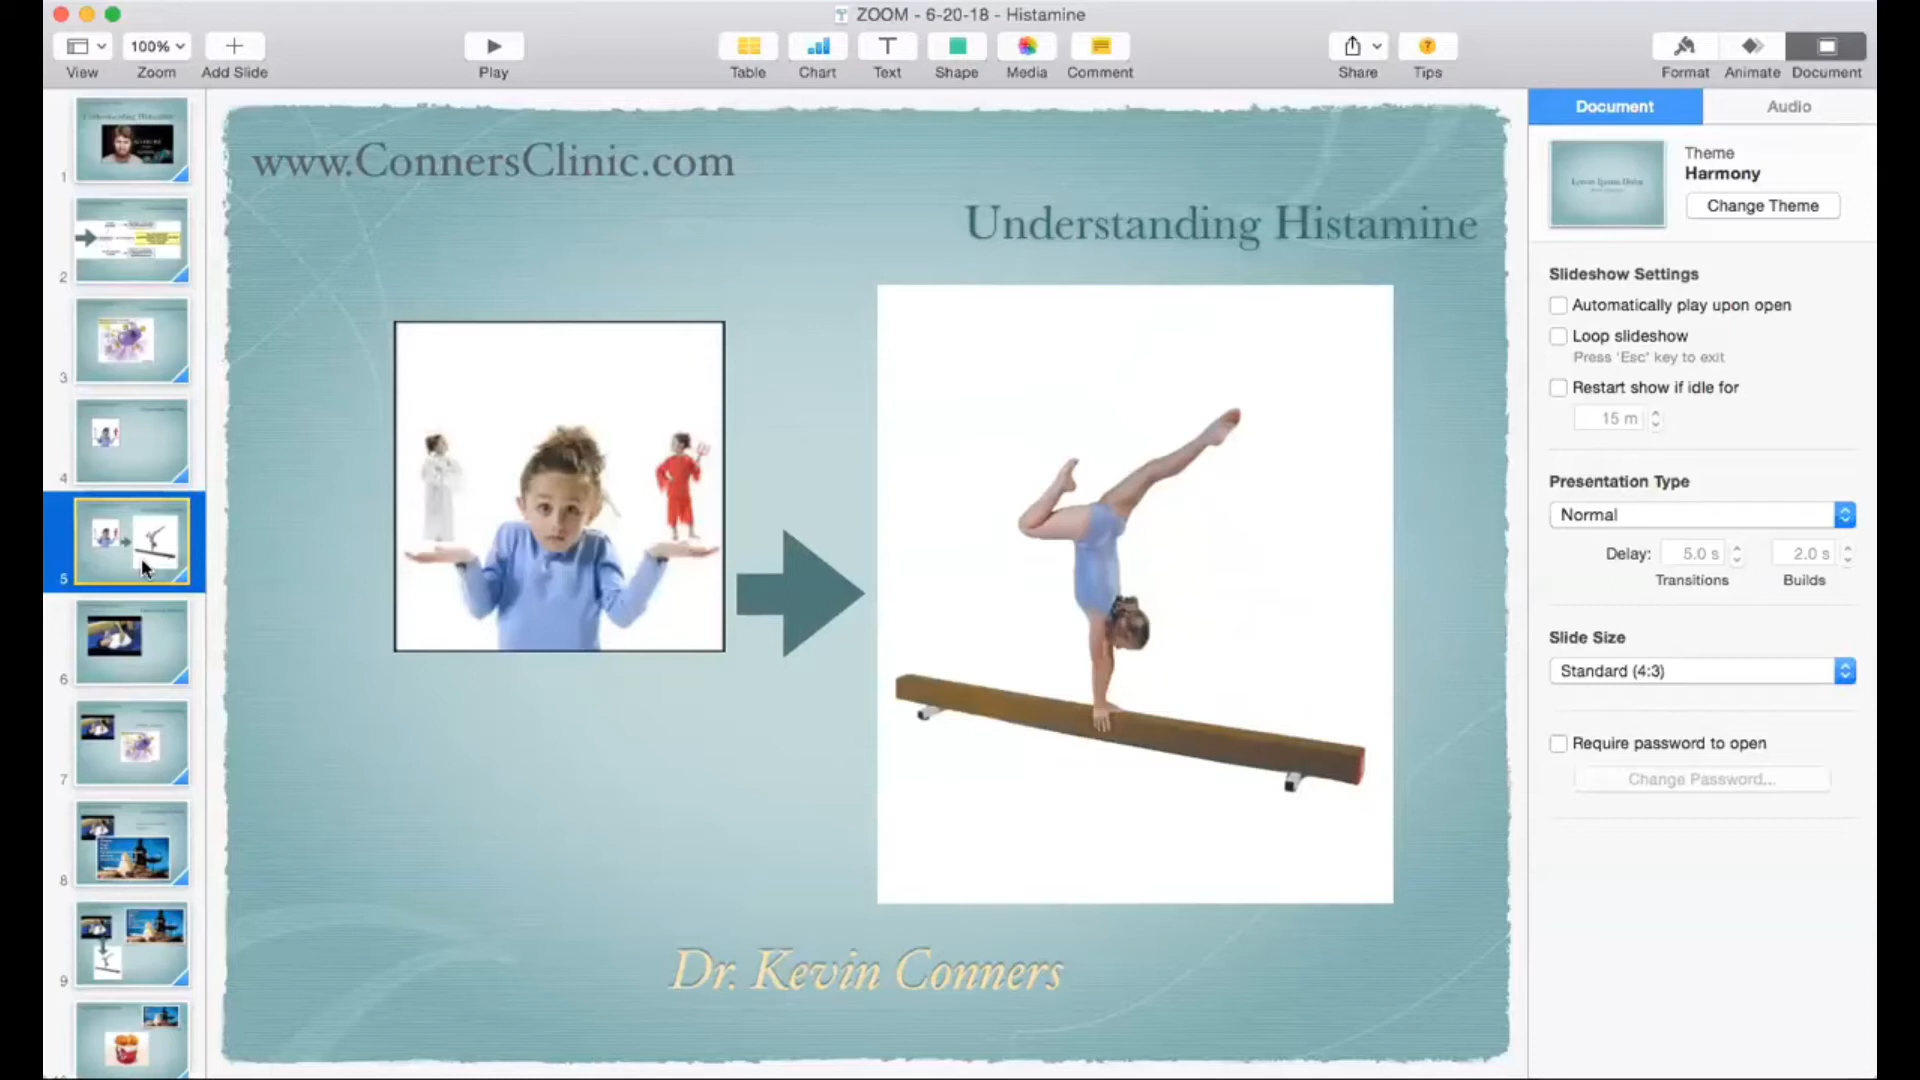 ZOOM - 6-20-18 - Histamine
100%
View
Zoom
Add Slide
Play
Table
Chart
Text
Shape
Media
Comment
Share
Tips
Format
Animate
Document
Document
Audio
Theme
Harmony
Change Theme
Slideshow Settings
Automatically play upon open
Loop slideshow
Press 'Esc' key to exit
Restart show if idle for
15 m
Presentation Type
Normal
Delay:
5.0 s
2.0 s
Transitions
Builds
Slide Size
Standard (4:3)
Require password to open
Change Password...
www.ConnersClinic.com
Understanding Histamine
Dr. Kevin Conners
Understanding Histamine
1
2
3
4
5
6
7
8
9